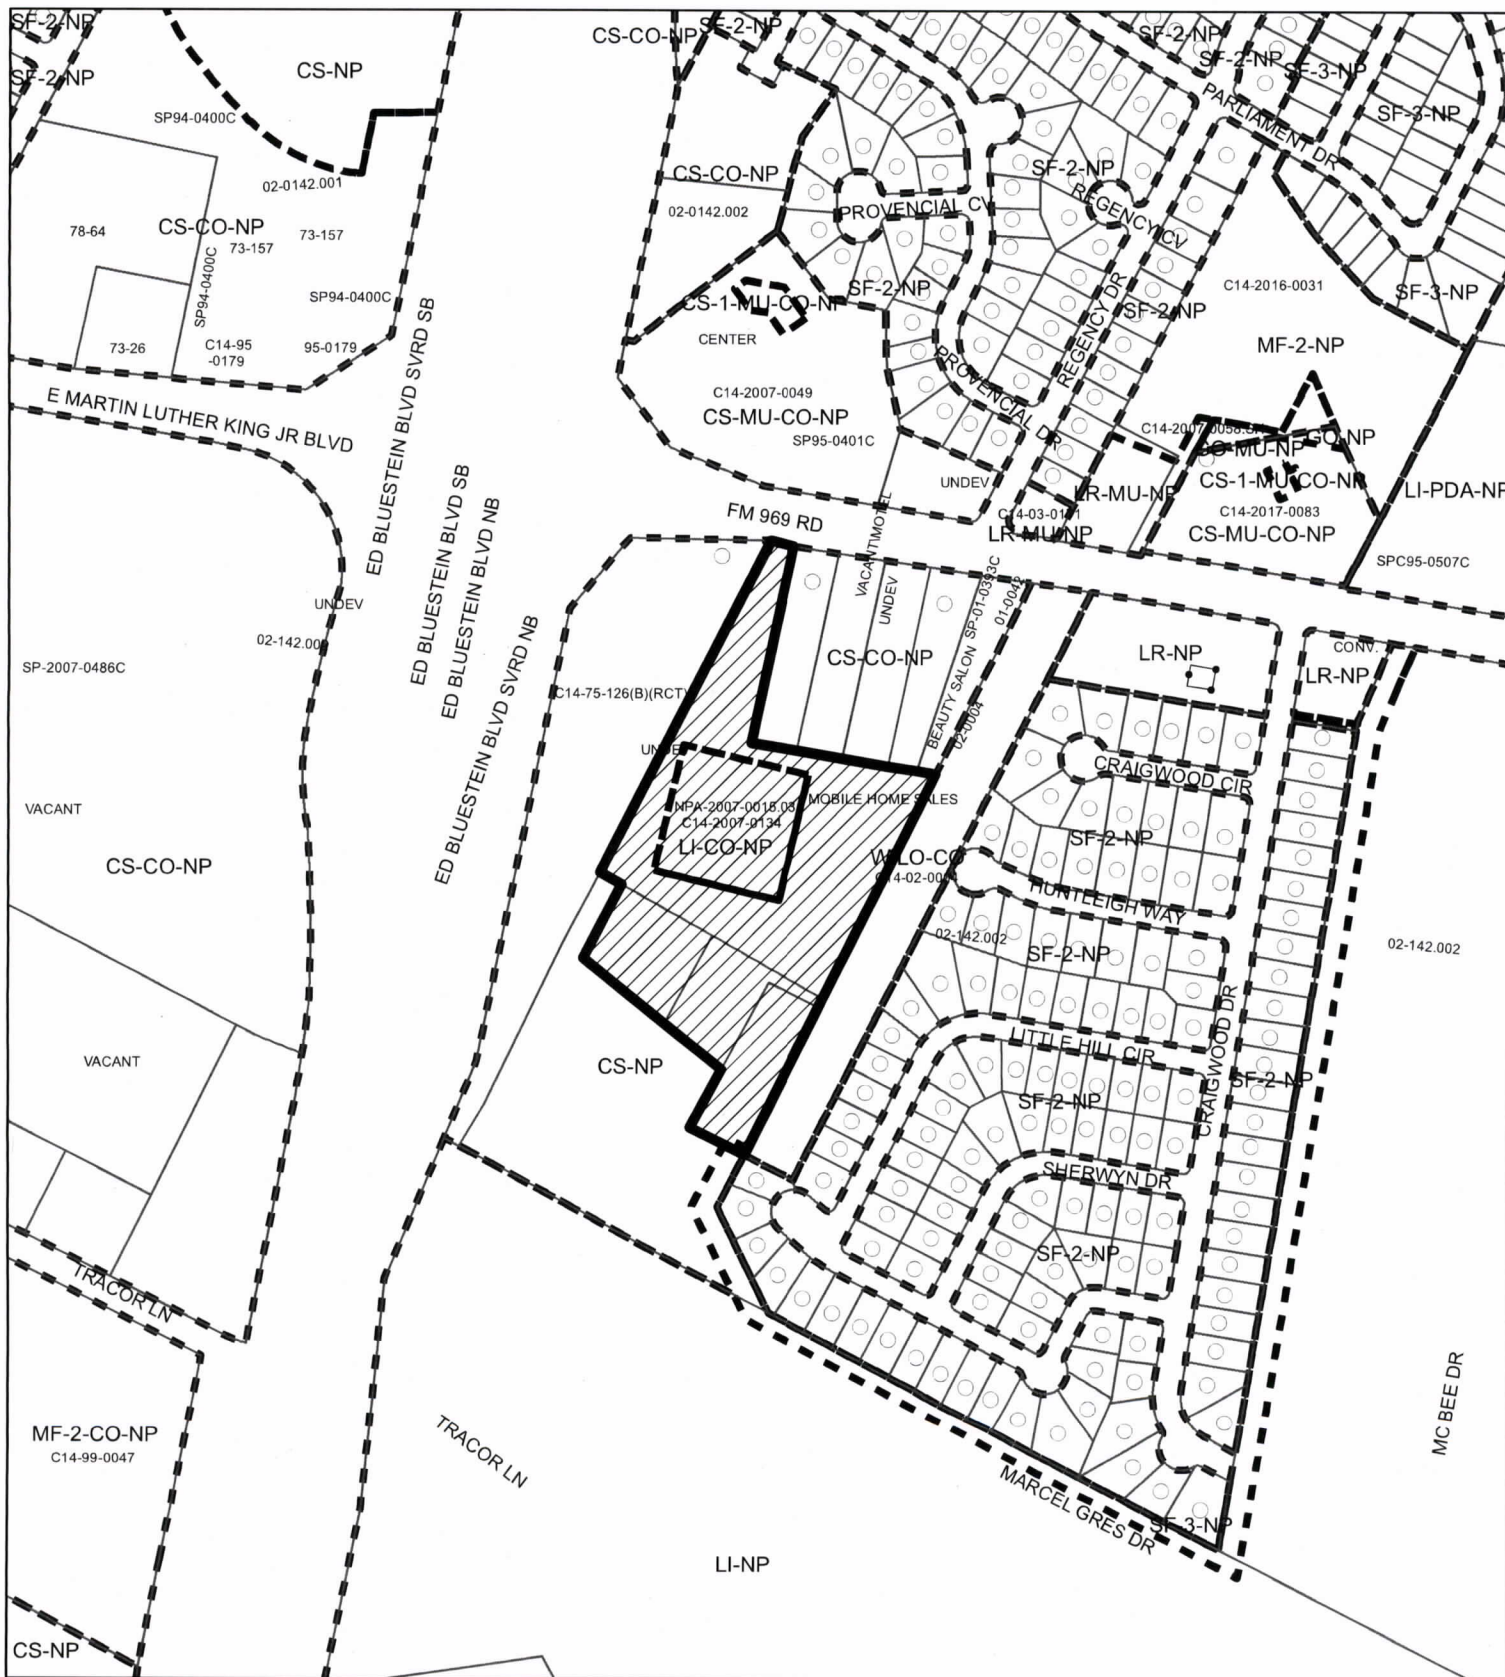 SF-2-NP
CS-NP
CS-CO-NP
SF-2-NP
SF-2-NP
SF-2-NP
SF-2-NP
SF-3-NP
PARLIAMENT DR
SF-3-NP
SP94-0400C
02-0142.001
CS-CO-NP
78-64
73-157
73-157
SP94-0400C
SP94-0400C
73-26
C14-95
-0179
95-0179
CS-CO-NP
02-0142.002
PROVENCIAL CV
SF-2-NP
REGENCY CV
SF-2-NP
CS-1-MU-CO-NP
CENTER
C14-2007-0049
CS-MU-CO-NP
SP95-0401C
PROVENCIAL DR
REGENCY DR
SF-2-NP
C14-2016-0031
SF-3-NP
MF-2-NP
GO-NP
GO-MU-NP
CS-1-MU-CO-NP
C14-2017-0083
CS-MU-CO-NP
LI-PDA-NP
SPC95-0507C
LR-MU-NP
LR-MU-NP
UNDEV
E MARTIN LUTHER KING JR BLVD
ED BLUESTEIN BLVD SVRD SB
ED BLUESTEIN BLVD SB
ED BLUESTEIN BLVD NB
ED BLUESTEIN BLVD SVRD NB
FM 969 RD
VACANT\MOTEL
UNDEV
CS-CO-NP
BEAUTY SALON
SP-01-0393C
01-0042
02-0004
UNDEV
SP-2007-0486C
C14-75-126(B)(RCT)
NPA-2007-0015.03
C14-2007-0134
LI-CO-NP
MOBILE HOME SALES
W/LO-CO
LR-NP
CONV.
LR-NP
CRAIGWOOD CIR
SF-2-NP
HUNTLEIGH WAY
02-142.002
SF-2-NP
02-142.002
VACANT
CS-CO-NP
VACANT
CS-NP
LITTLE HILL CIR
CRAIGWOOD DR
SF-2-NP
SF-2-NP
SHERWYN DR
SF-2-NP
TRACOR LN
MF-2-CO-NP
C14-99-0047
TRACOR LN
MC BEE DR
MARCEL GRES DR
SF-3-NP
LI-NP
CS-NP